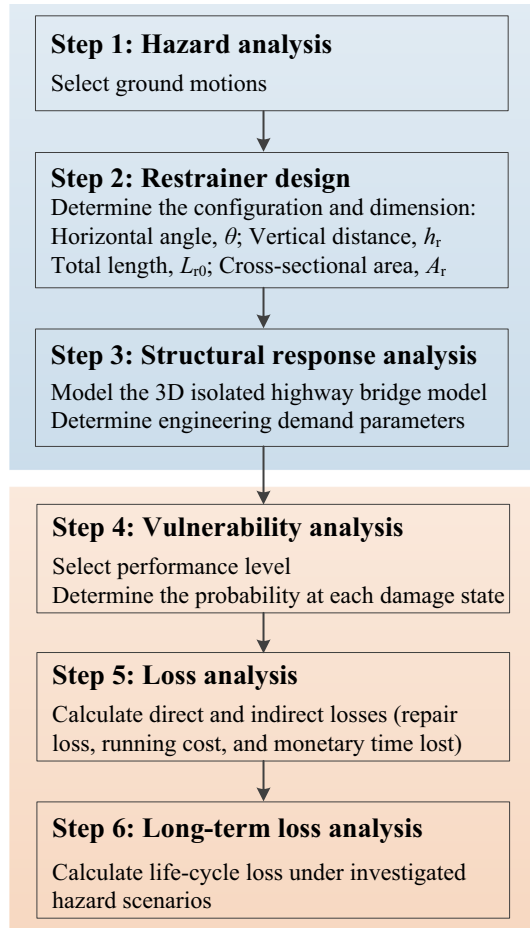 Step 1: Hazard analysis
Select ground motions
Step 2: Restrainer design
Determine the configuration and dimension:
Horizontal angle, θ; Vertical distance, hr
Total length, Lr0; Cross-sectional area, Ar
Step 3: Structural response analysis
Model the 3D isolated highway bridge model
Determine engineering demand parameters
Step 4: Vulnerability analysis
Select performance level
Determine the probability at each damage state
Step 5: Loss analysis
Calculate direct and indirect losses (repair
loss, running cost, and monetary time lost)
Step 6: Long-term loss analysis
Calculate life-cycle loss under investigated
hazard scenarios